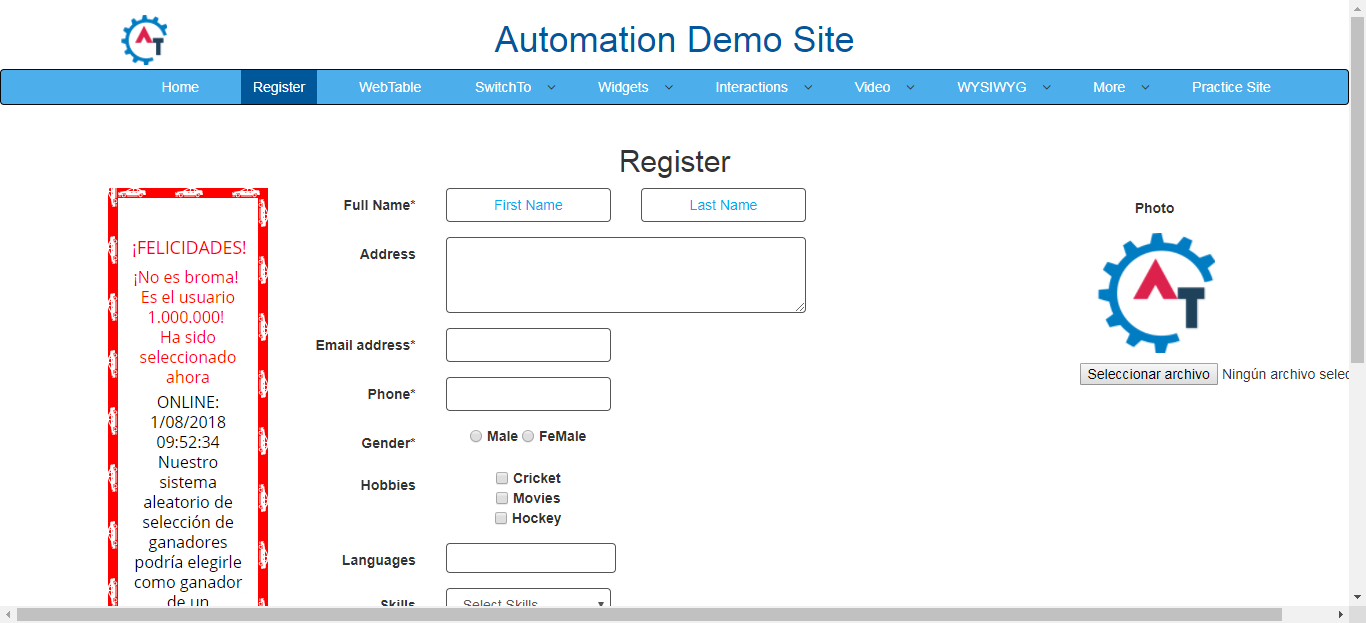 AT
Automation Demo Site
Home Register WebTable SwitchTo Widgets Interactions Video WYSIWYG More Practice Site
Register
¡FELICIDADES!
¡No es broma!
Es el usuario
1.000.000!
Ha sido
seleccionado
ahora
ONLINE:
1/08/2018
09:52:34
Nuestro
sistema
aleatorio de
selección de
ganadores
podría elegirle
como ganador
de un
Full Name* First Name Last Name
Address
Email address*
Phone*
Gender* Male FeMale
Hobbies Cricket
Movies
Hockey
Languages
Skills Select Skills
Photo
AT
Seleccionar archivo Ningún archivo selec